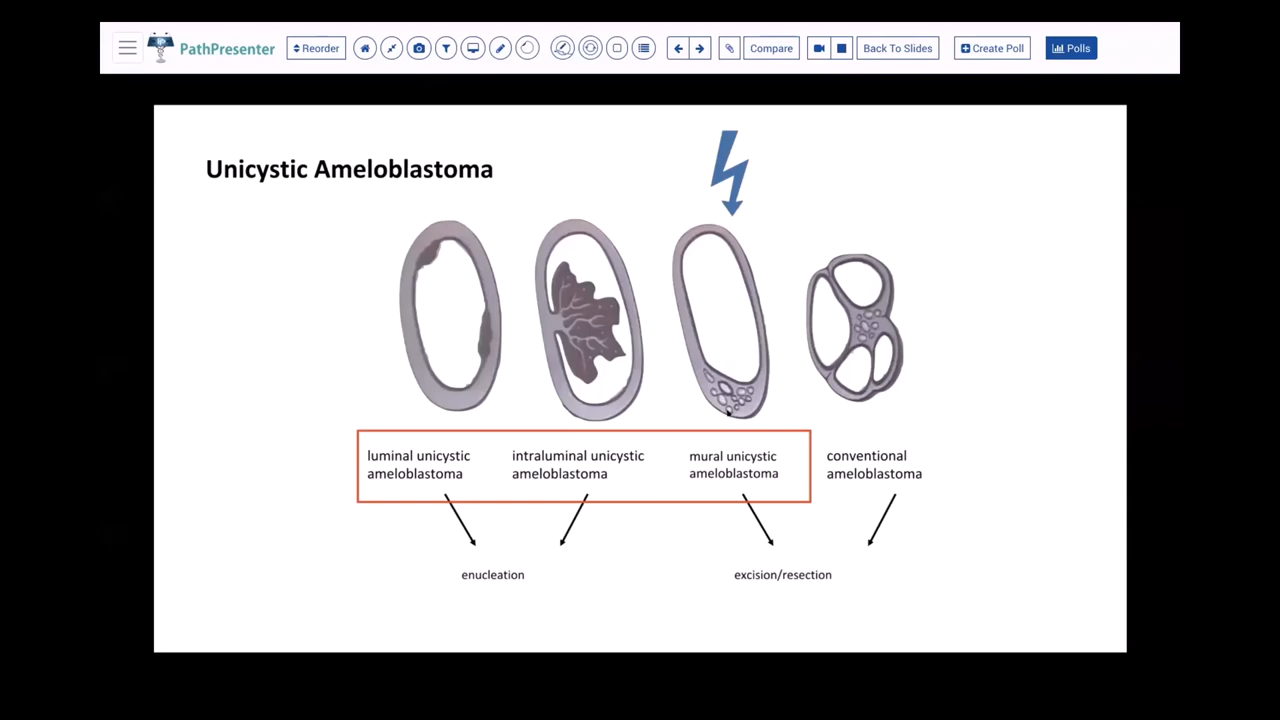 PathPresenter
Reorder
Compare
Back To Slides
Create Poll
Polls
Unicystic Ameloblastoma
luminal unicystic
ameloblastoma
intraluminal unicystic
ameloblastoma
mural unicystic
ameloblastoma
conventional
ameloblastoma
enucleation
excision/resection